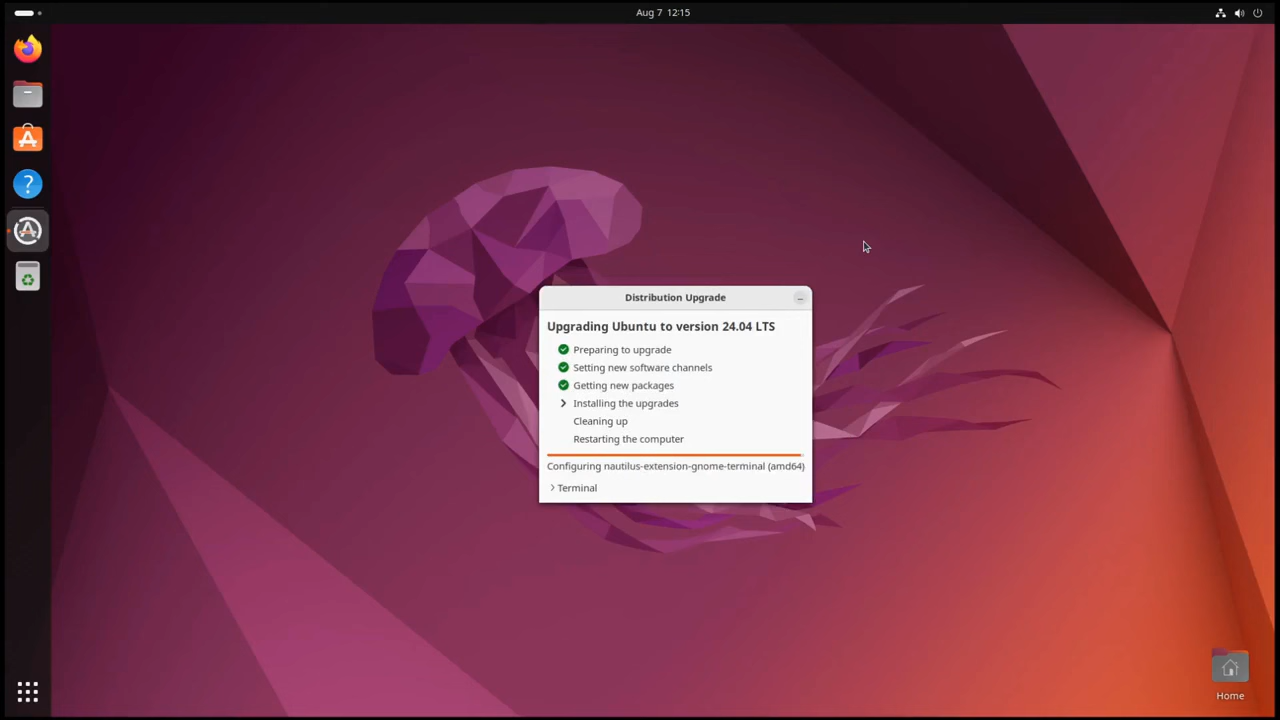 Aug 7 12:15
Distribution Upgrade
Upgrading Ubuntu to version 24.04 LTS
Preparing to upgrade
Setting new software channels
Getting new packages
Installing the upgrades
Cleaning up
Restarting the computer
Configuring nautilus-extension-gnome-terminal (amd64)
Terminal
Home